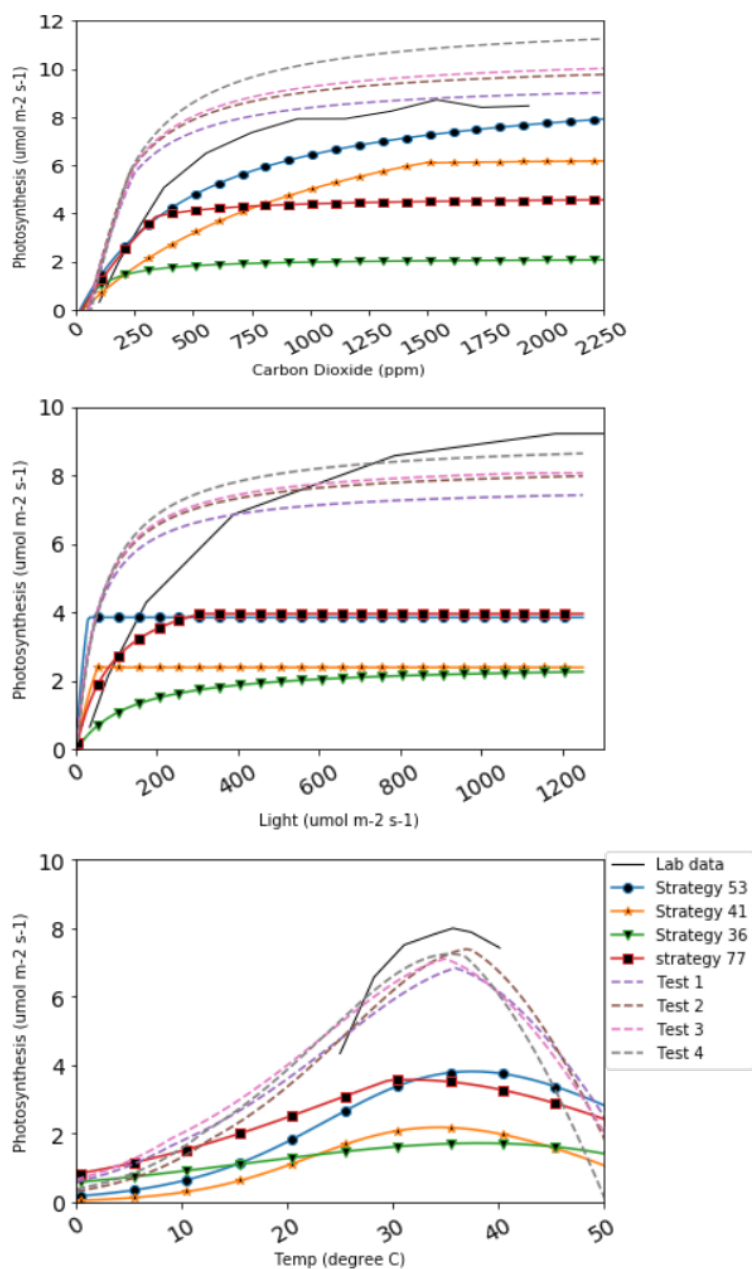 12
10
8
6
4
2
0
Photosynthesis (umol m-2 s-1)
0 250 500 750 1000 1250 1500 1750 2000 2250
Carbon Dioxide (ppm)
10
8
6
4
2
0
Photosynthesis (umol m-2 s-1)
0 200 400 600 800 1000 1200
Light (umol m-2 s-1)
10
8
6
4
2
0
Photosynthesis (umol m-2 s-1)
0 10 20 30 40 50
Temp (degree C)
Lab data
Strategy 53
Strategy 41
Strategy 36
strategy 77
Test 1
Test 2
Test 3
Test 4